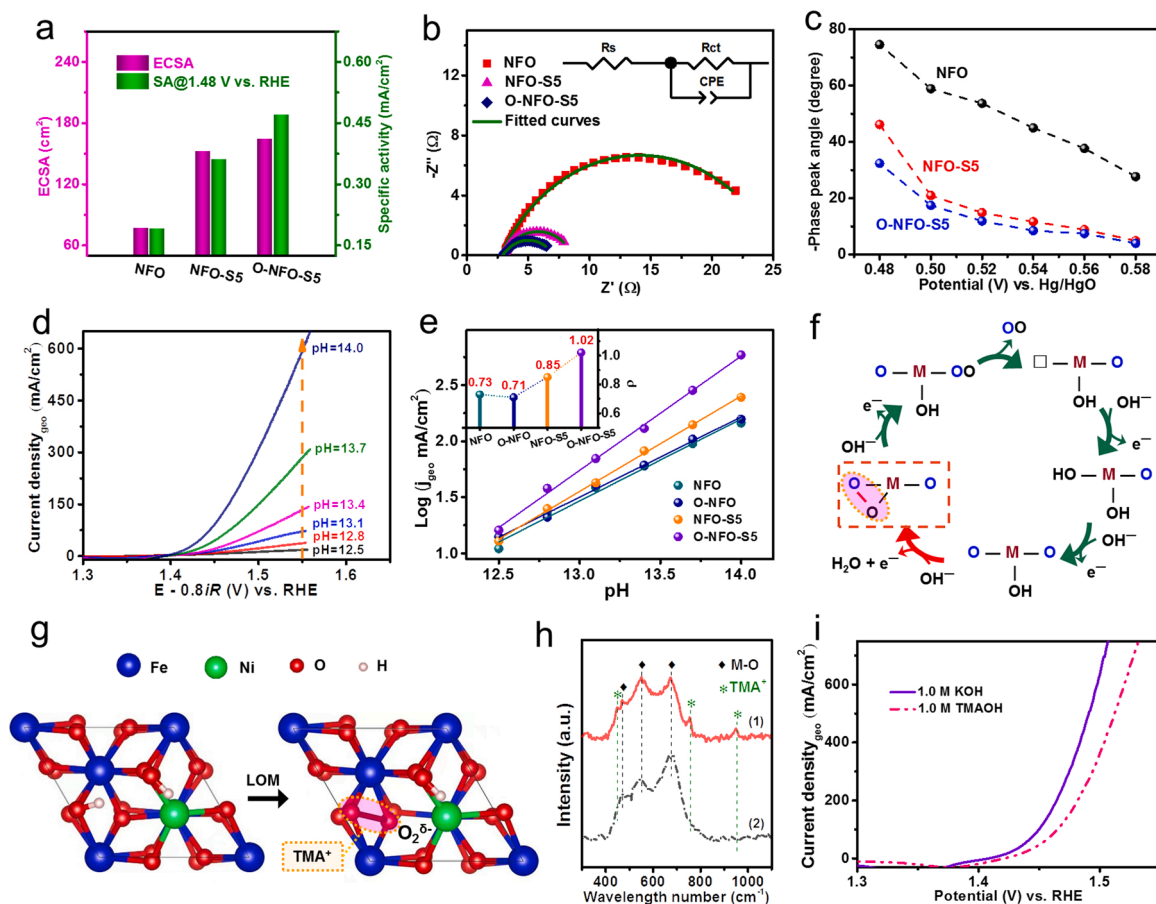 a
ECSA
SA@1.48 V vs. RHE
ECSA (cm²)
Specific activity (mA/cm²)
240
180
120
60
0.60
0.45
0.30
0.15
NFO
NFO-S5
O-NFO-S5
b
NFO
NFO-S5
O-NFO-S5
Fitted curves
Rs
Rct
CPE
-Z'' (Ω)
12
8
4
0
0
5
10
15
20
25
Z' (Ω)
c
-Phase peak angle (degree)
80
60
40
20
0
NFO
NFO-S5
O-NFO-S5
0.48
0.50
0.52
0.54
0.56
0.58
Potential (V) vs. Hg/HgO
d
Current density geo (mA/cm²)
600
450
300
150
0
pH=14.0
pH=13.7
pH=13.4
pH=13.1
pH=12.8
pH=12.5
1.3
1.4
1.5
1.6
E - 0.8iR (V) vs. RHE
e
Log (j geo mA/cm²)
2.5
2.0
1.5
1.0
0.73
0.71
0.85
1.02
1.0
0.8
0.6
ρ
NFO
O-NFO
NFO-S5
O-NFO-S5
NFO
O-NFO
NFO-S5
O-NFO-S5
12.5
13.0
13.5
14.0
pH
f
OO
O M OO
OH
□ M O
OH
OH⁻
e⁻
HO M O
OH
OH⁻
e⁻
O M O
OH
OH⁻
H₂O + e⁻
O M O
O
OH⁻
e⁻
g
Fe
Ni
O
H
LOM
O₂δ-
TMA⁺
h
Intensity (a.u.)
M-O
TMA⁺
(1)
(2)
400
600
800
1000
Wavelength number (cm⁻¹)
i
Current density geo (mA/cm²)
750
600
450
300
150
0
1.0 M KOH
1.0 M TMAOH
1.3
1.4
1.5
Potential (V) vs. RHE